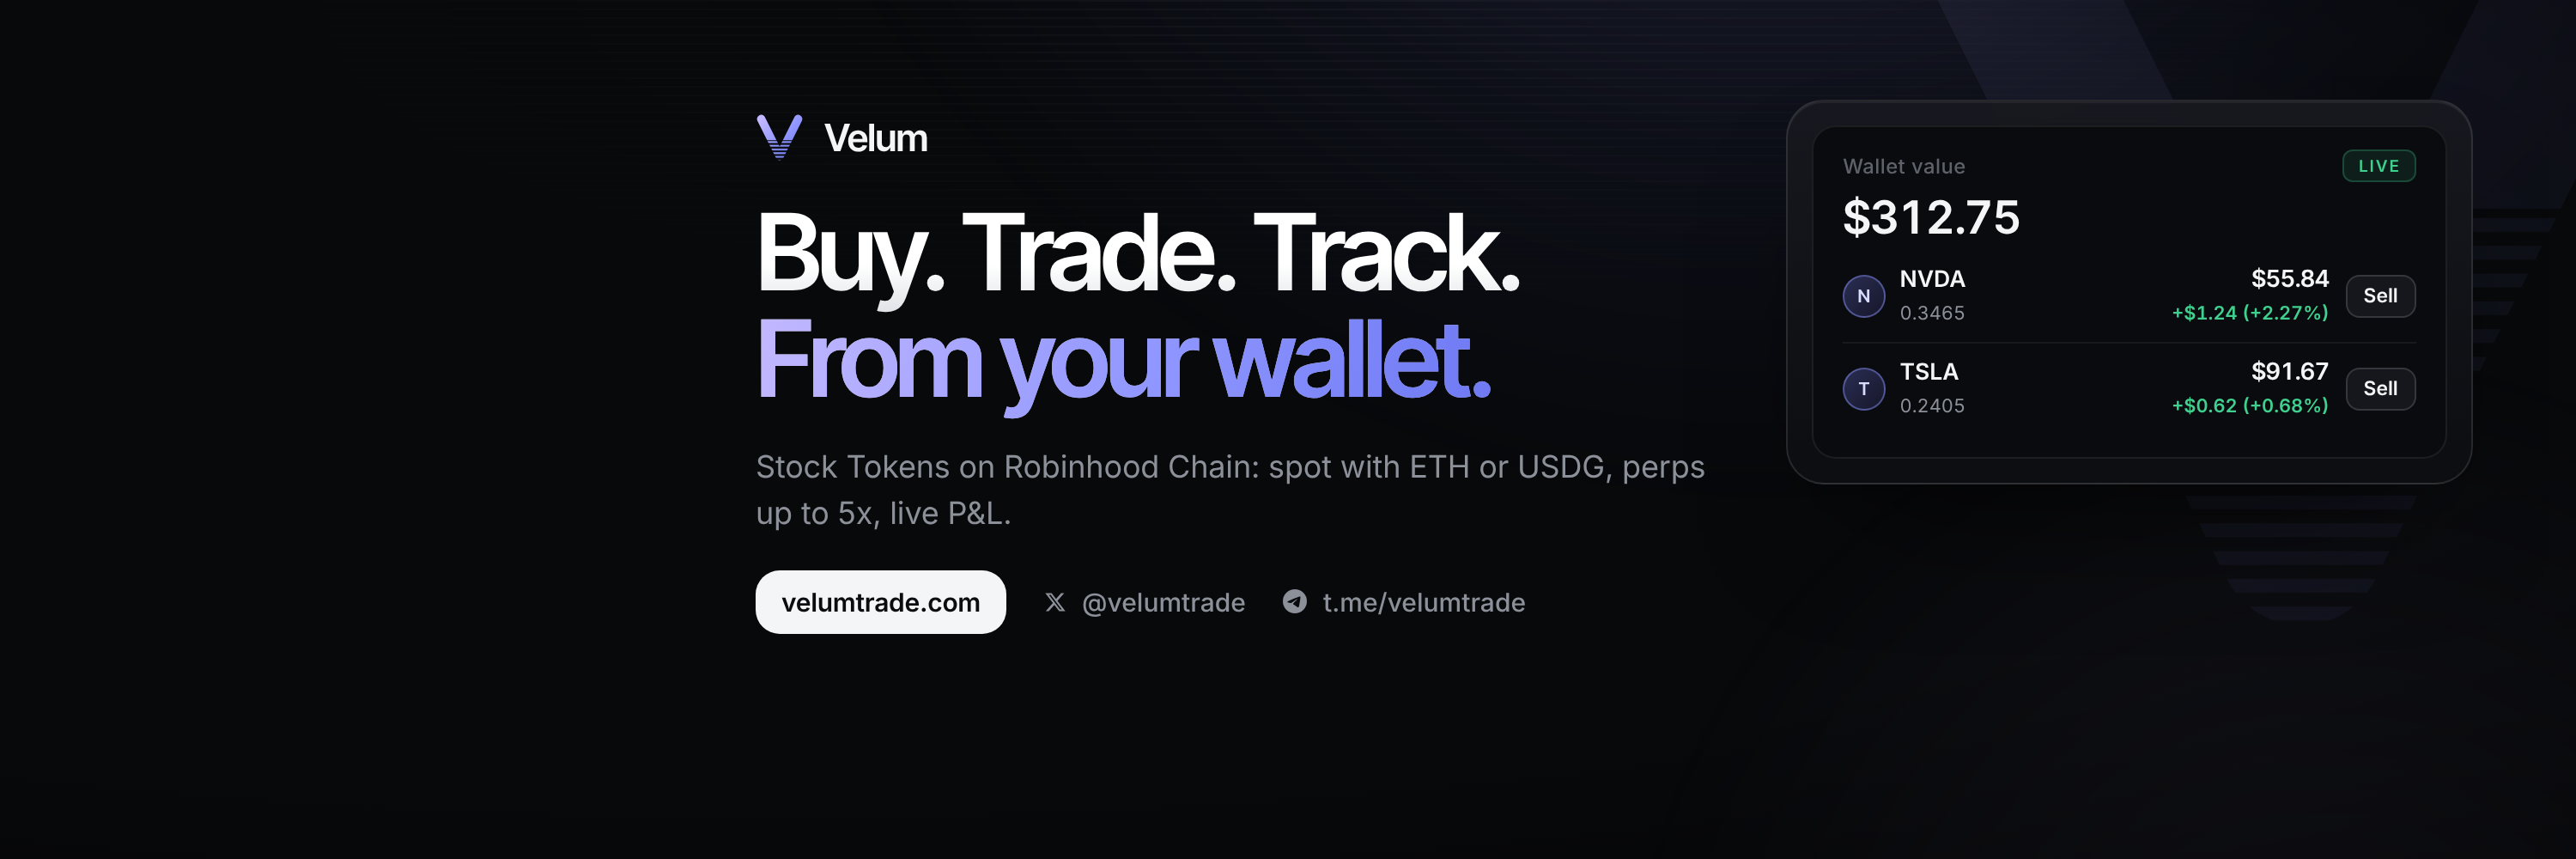 Velum
Buy. Trade. Track.
From your wallet.
Stock Tokens on Robinhood Chain: spot with ETH or USDG, perps
up to 5x, live P&L.
velumtrade.com
@velumtrade
t.me/velumtrade
Wallet value
LIVE
$312.75
N
NVDA
0.3465
$55.84
+$1.24 (+2.27%)
Sell
T
TSLA
0.2405
$91.67
+$0.62 (+0.68%)
Sell